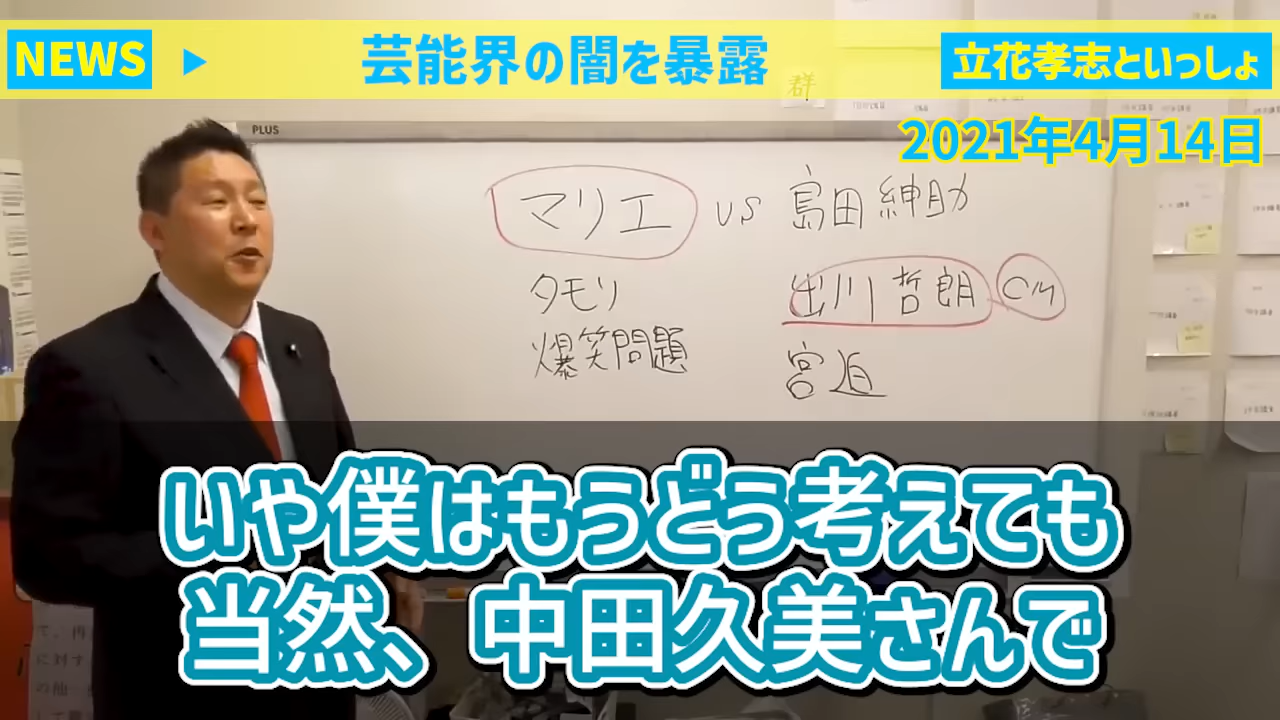 NEWS
芸能界の闇を暴露
立花孝志といっしょ
群
2021年4月14日
PLUS
マリエ vs 島田紳助
タモリ 出川哲朗 CM
爆笑問題 宮迫
いや僕はもうどう考えても
当然、中田久美さんで